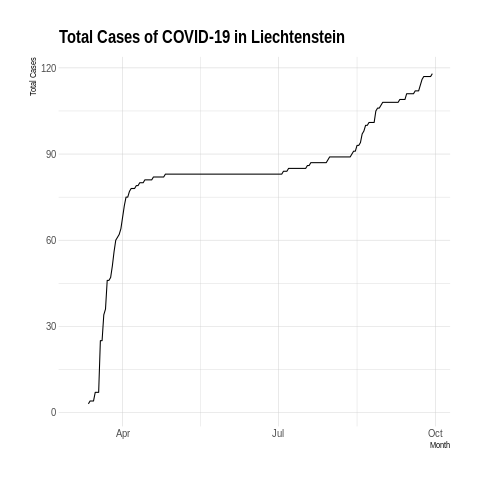 Total Cases of COVID-19 in Liechtenstein
Total Cases
120
90
60
30
0
Apr
Jul
Oct
Month